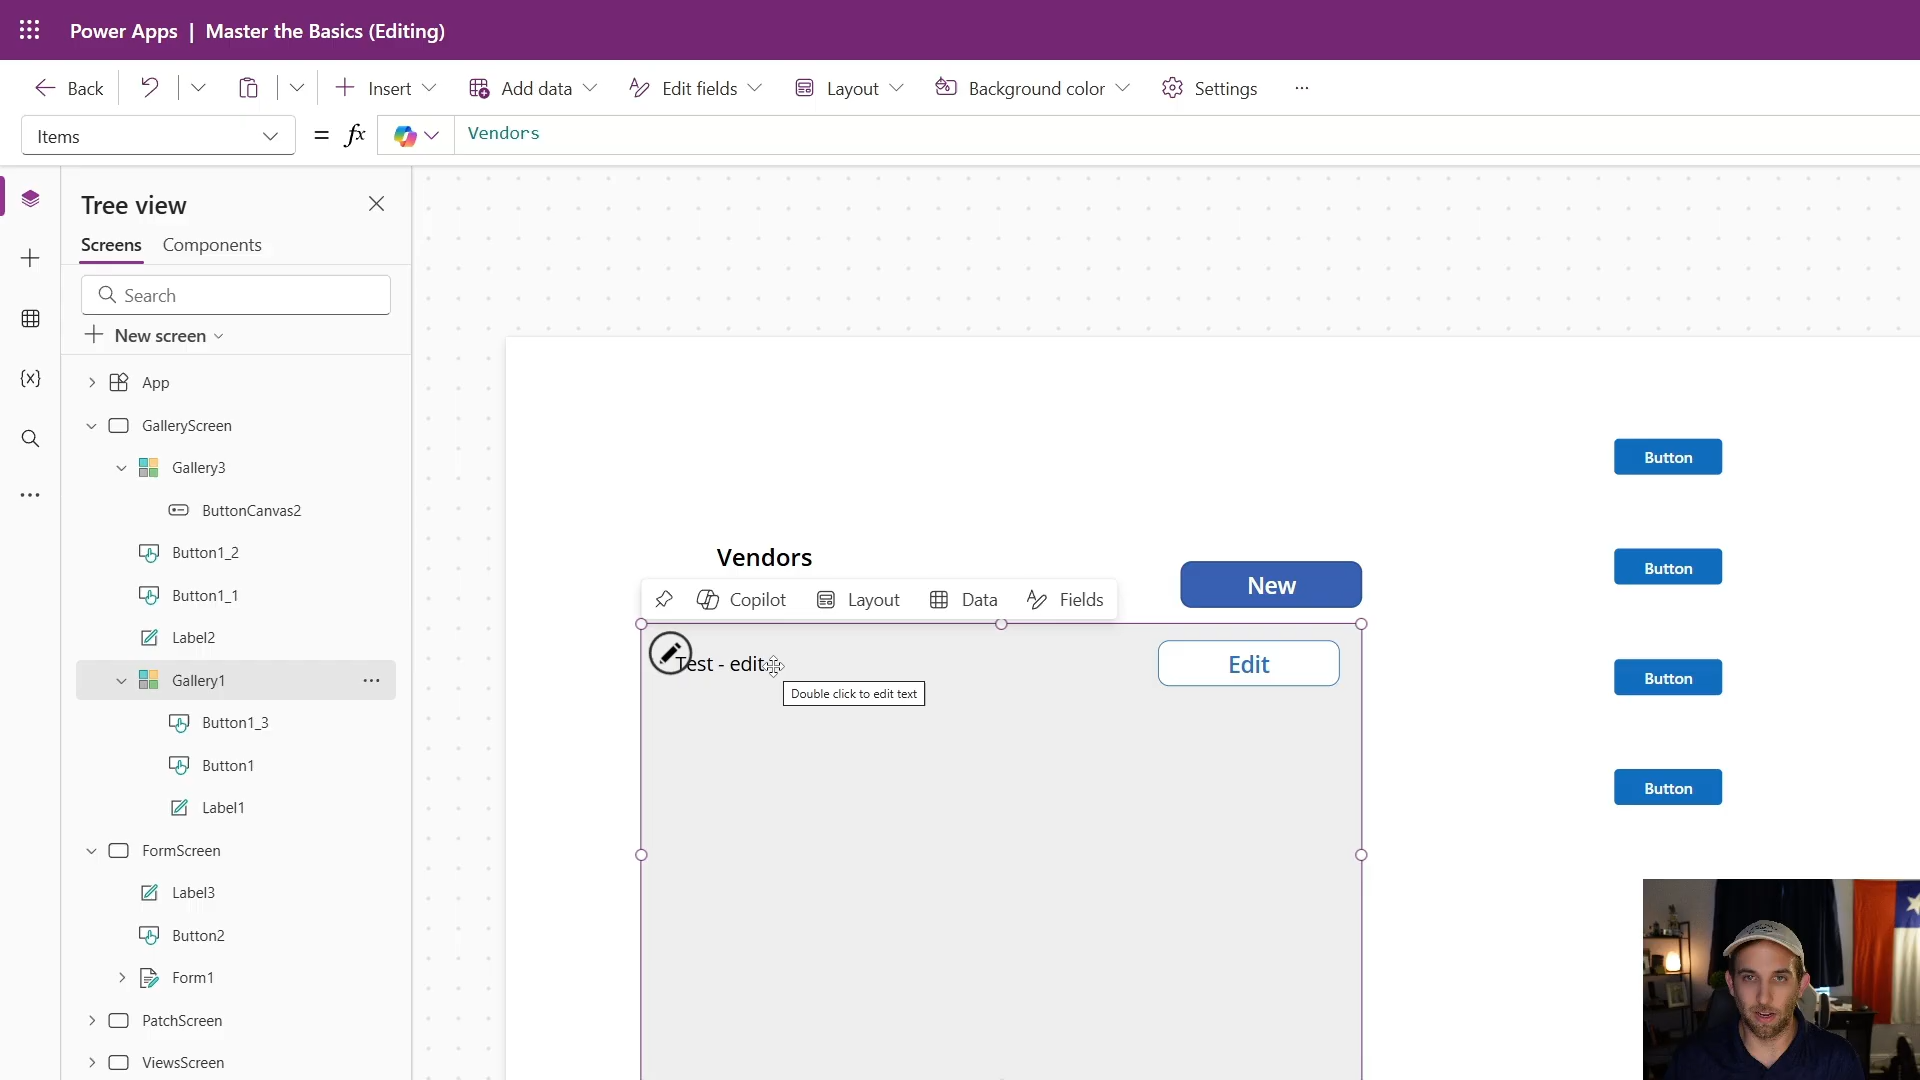 Power Apps | Master the Basics (Editing)
Back Insert Add data Edit fields Layout Background color Settings ...
Items = fx Vendors
Tree view
Screens Components
Search
New screen
App
GalleryScreen
Gallery3
ButtonCanvas2
Button1_2
Button1_1
Label2
Gallery1 ...
Button1_3
Button1
Label1
FormScreen
Label3
Button2
Form1
PatchScreen
ViewsScreen
Vendors
New
Copilot Layout Data Fields
Test - edit
Edit
Double click to edit text
Button
Button
Button
Button